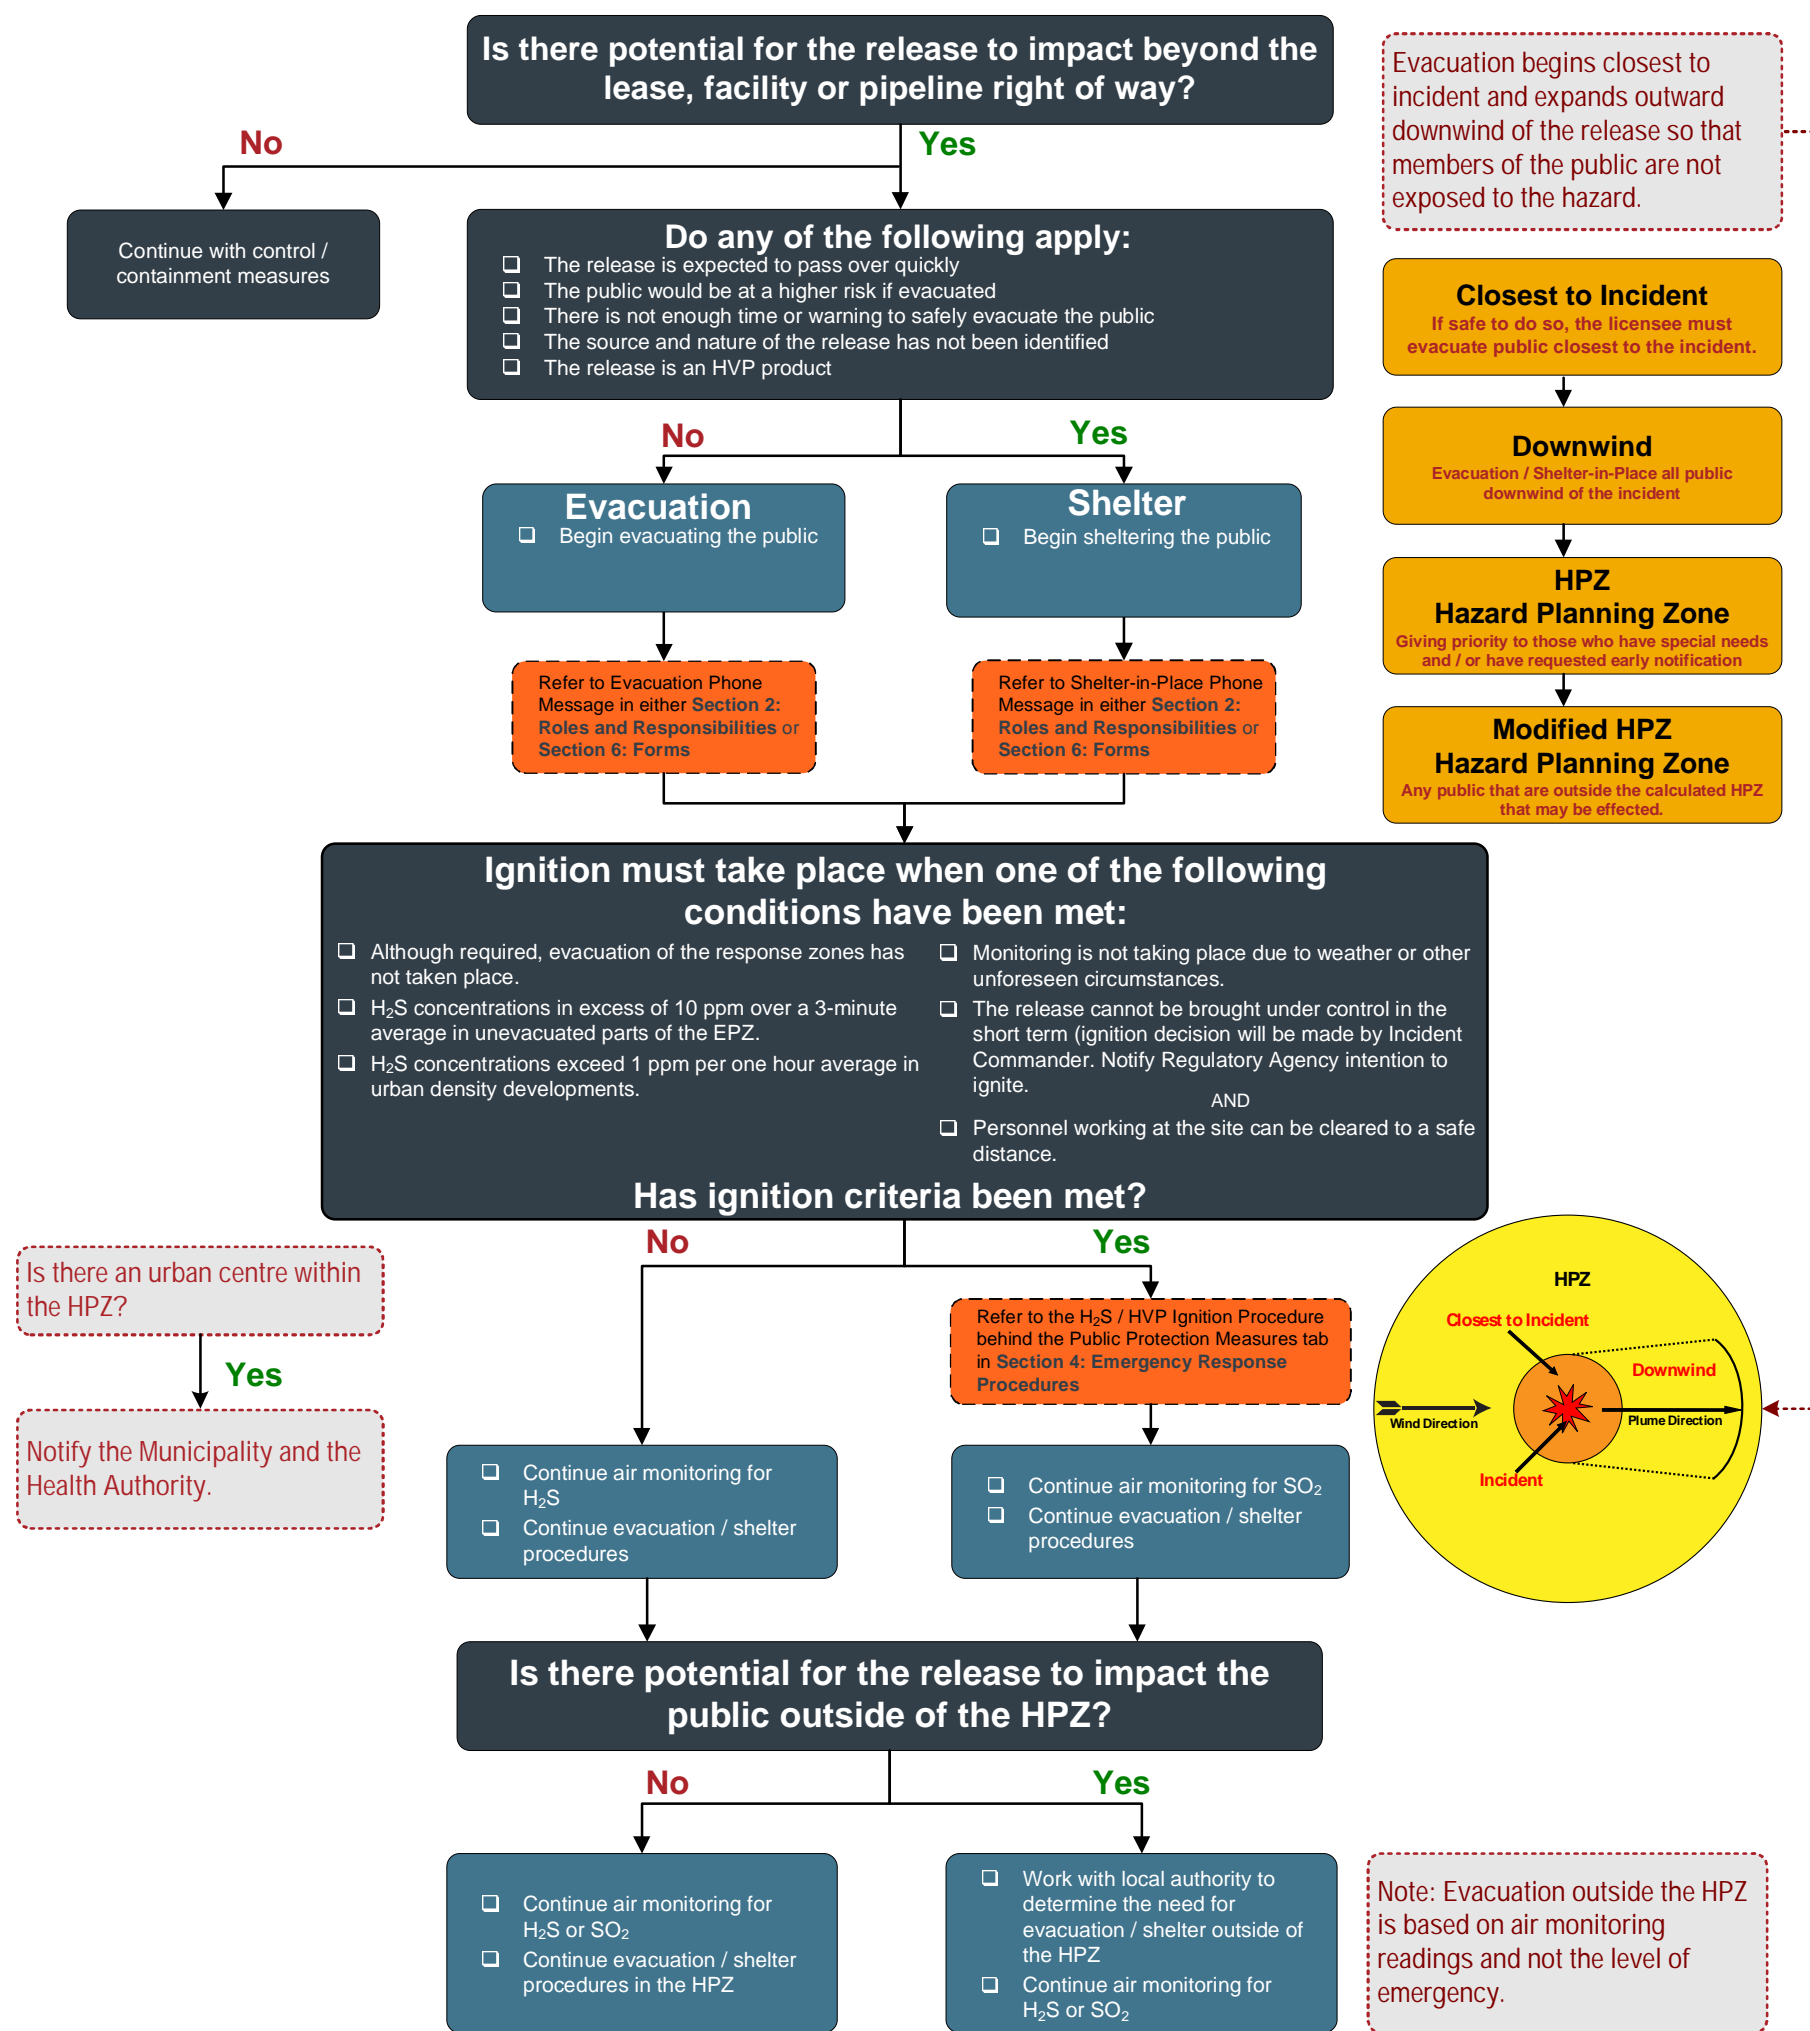 Is there potential for the release to impact beyond the
lease, facility or pipeline right of way?
No
Yes
Continue with control /
containment measures
Do any of the following apply:
❑ The release is expected to pass over quickly
❑ The public would be at a higher risk if evacuated
❑ There is not enough time or warning to safely evacuate the public
❑ The source and nature of the release has not been identified
❑ The release is an HVP product
No
Yes
Evacuation
❑ Begin evacuating the public
Shelter
❑ Begin sheltering the public
Refer to Evacuation Phone
Message in either Section 2:
Roles and Responsibilities or
Section 6: Forms
Refer to Shelter-in-Place Phone
Message in either Section 2:
Roles and Responsibilities or
Section 6: Forms
Evacuation begins closest to
incident and expands outward
downwind of the release so that
members of the public are not
exposed to the hazard.
Closest to Incident
If safe to do so, the licensee must
evacuate public closest to the incident.
Downwind
Evacuation / Shelter-in-Place all public
downwind of the incident
HPZ
Hazard Planning Zone
Giving priority to those who have special needs
and / or have requested early notification
Modified HPZ
Hazard Planning Zone
Any public that are outside the calculated HPZ
that may be effected.
Ignition must take place when one of the following
conditions have been met:
❑ Although required, evacuation of the response zones has
not taken place.
❑ H₂S concentrations in excess of 10 ppm over a 3-minute
average in unevacuated parts of the EPZ.
❑ H₂S concentrations exceed 1 ppm per one hour average in
urban density developments.
❑ Monitoring is not taking place due to weather or other
unforeseen circumstances.
❑ The release cannot be brought under control in the
short term (ignition decision will be made by Incident
Commander. Notify Regulatory Agency intention to
ignite.
AND
❑ Personnel working at the site can be cleared to a safe
distance.
Has ignition criteria been met?
No
Yes
Is there an urban centre within
the HPZ?
Yes
Notify the Municipality and the
Health Authority.
Refer to the H₂S / HVP Ignition Procedure
behind the Public Protection Measures tab
in Section 4: Emergency Response
Procedures
❑ Continue air monitoring for
H₂S
❑ Continue evacuation / shelter
procedures
❑ Continue air monitoring for SO₂
❑ Continue evacuation / shelter
procedures
HPZ
Closest to Incident
Downwind
Wind Direction
Plume Direction
Incident
Is there potential for the release to impact the
public outside of the HPZ?
No
Yes
❑ Continue air monitoring for
H₂S or SO₂
❑ Continue evacuation / shelter
procedures in the HPZ
❑ Work with local authority to
determine the need for
evacuation / shelter outside of
the HPZ
❑ Continue air monitoring for
H₂S or SO₂
Note: Evacuation outside the HPZ
is based on air monitoring
readings and not the level of
emergency.